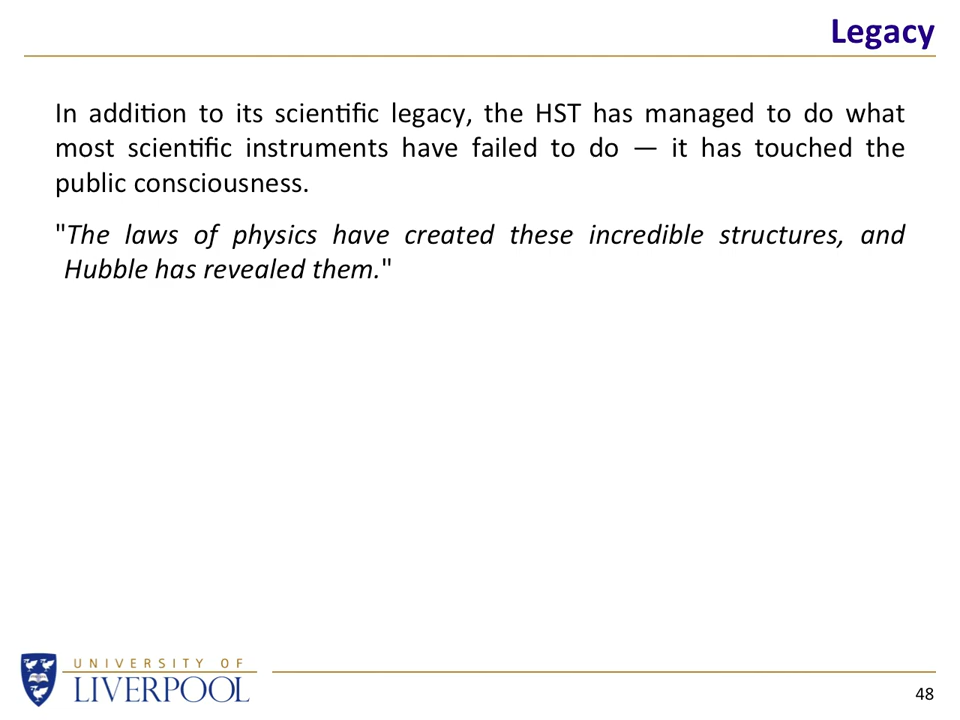 Legacy
In addition to its scientific legacy, the HST has managed to do what
most scientific instruments have failed to do — it has touched the
public consciousness.
"The laws of physics have created these incredible structures, and
Hubble has revealed them."
UNIVERSITY OF
LIVERPOOL
48